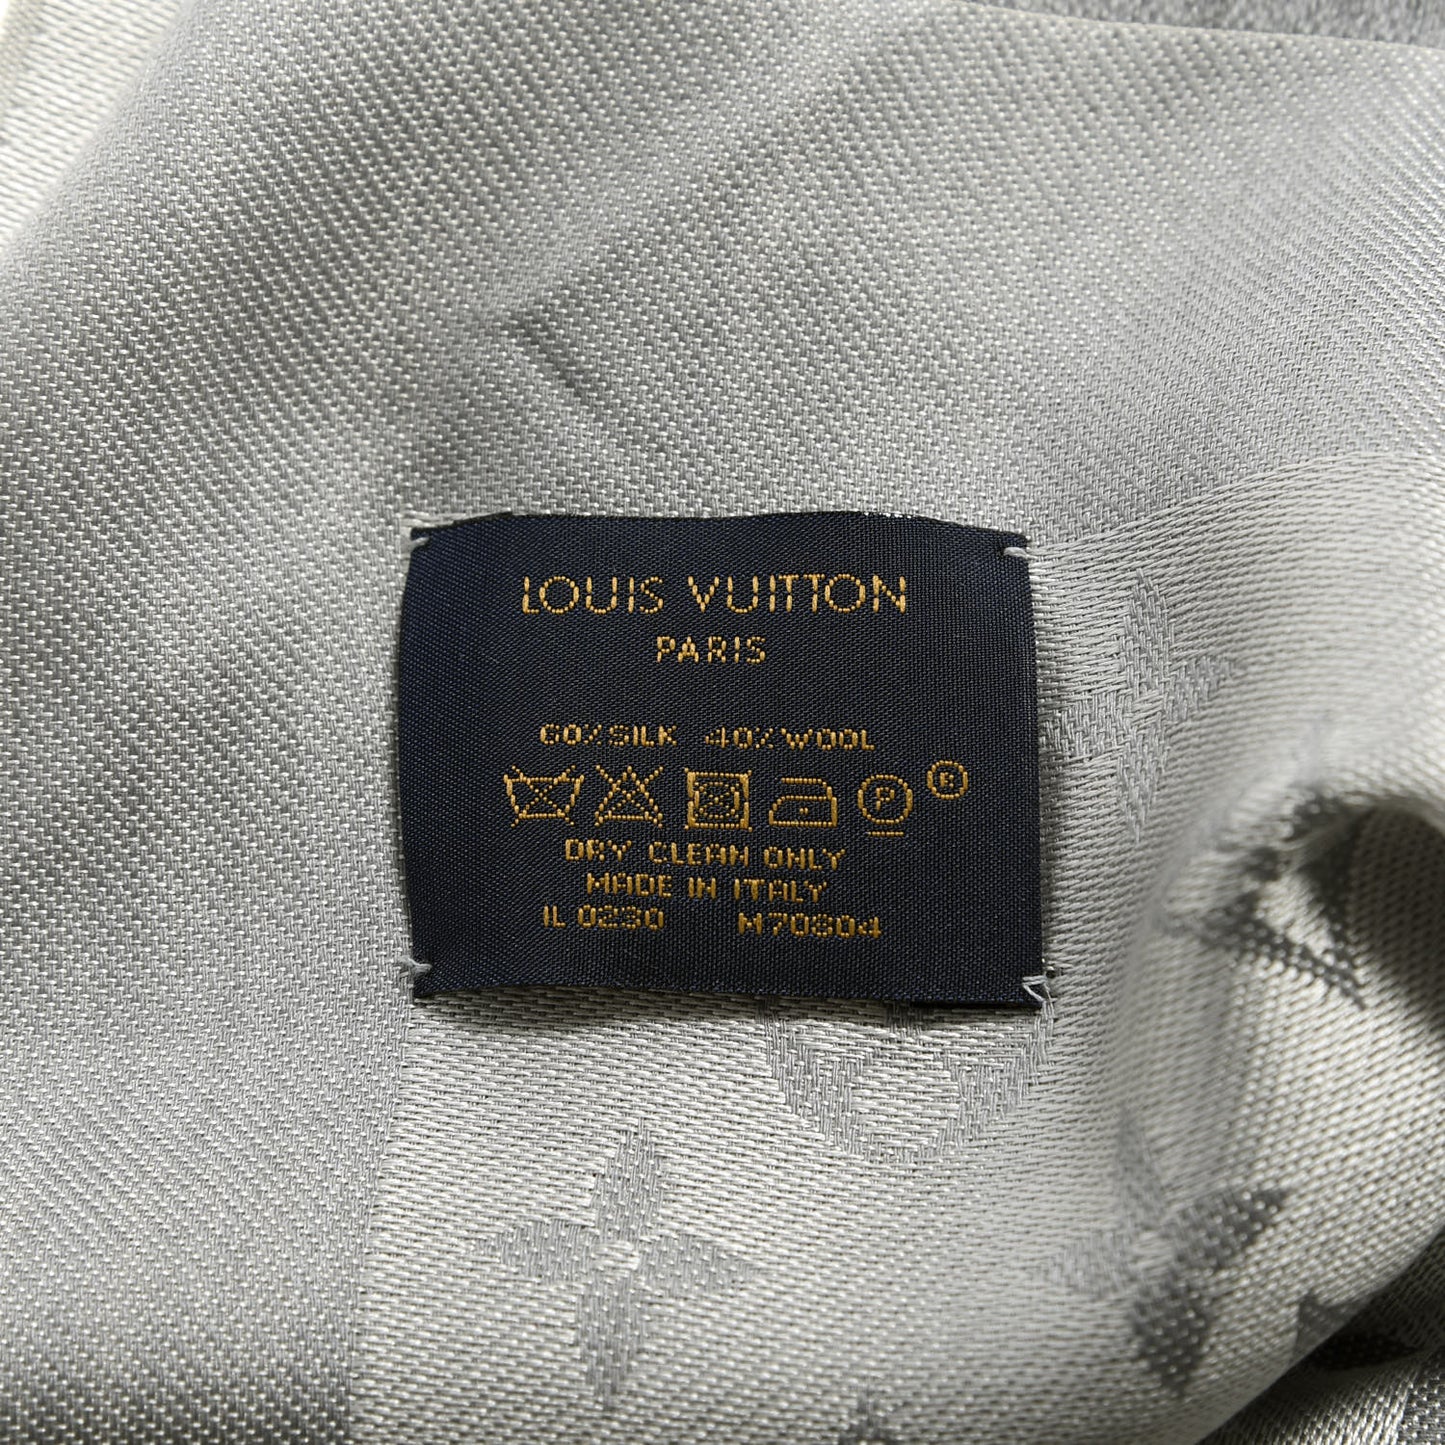 LOUIS VUITTON
PARIS
60% SILK 40% WOOL
P R
DRY CLEAN ONLY
MADE IN ITALY
IL 0230 M70804